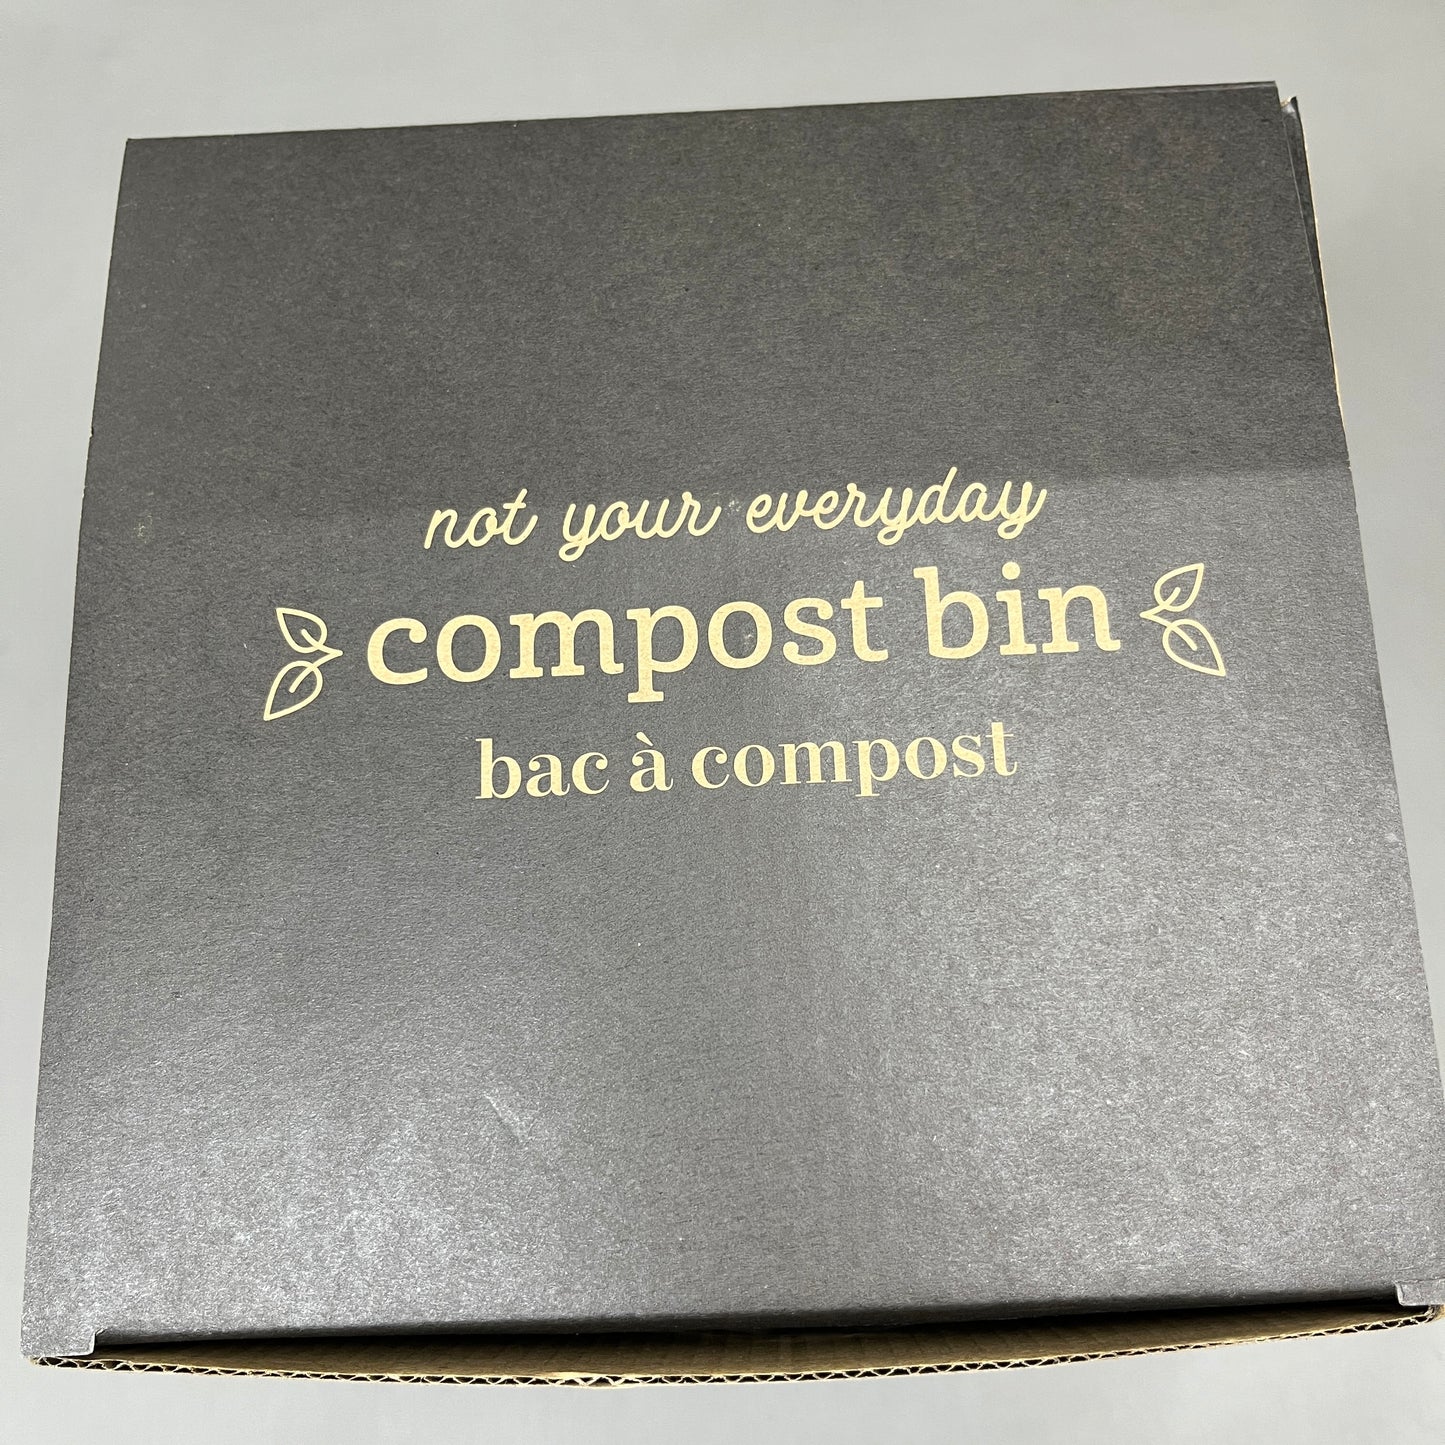 not your everyday
compost bin
bac à compost